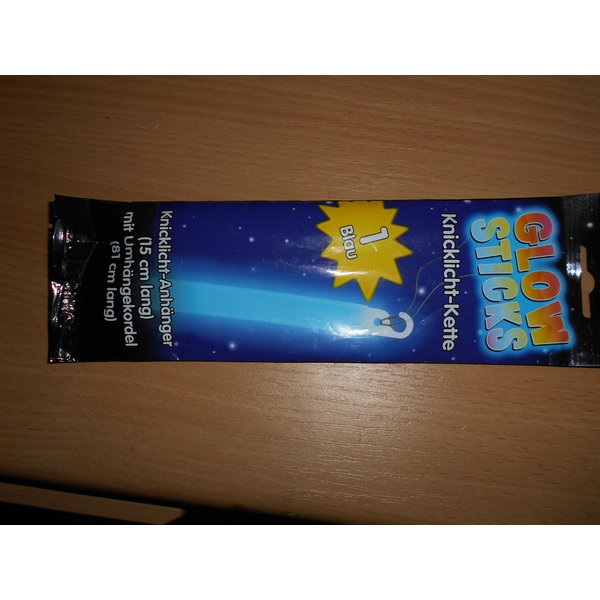 GLOW
STICKS
Knicklicht-Kette
1
Blau
Knicklicht-Anhänger
(15 cm lang)
mit Umhängekordel
(81 cm lang)